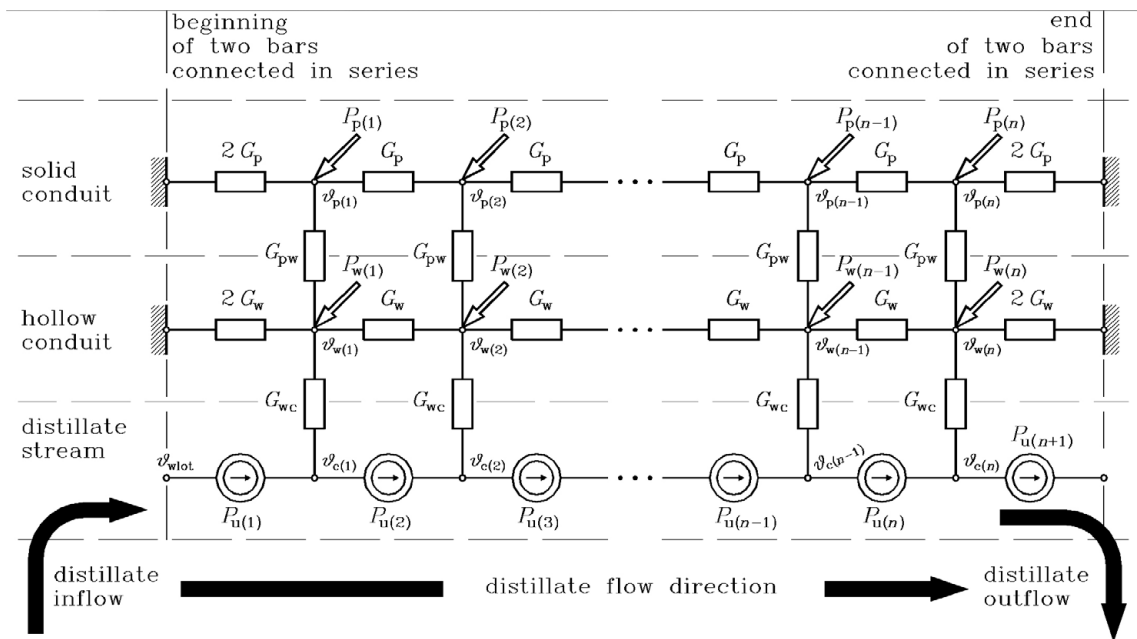 beginning
of two bars
connected in series
end
of two bars
connected in series
P_p(1) P_p(2) P_p(n−1) P_p(n)
2 G_p G_p G_p G_p G_p 2 G_p
solid
conduit
ϑ_p(1) ϑ_p(2) ϑ_p(n−1) ϑ_p(n)
G_pw G_pw G_pw G_pw
P_w(1) P_w(2) P_w(n−1) P_w(n)
2 G_w G_w G_w G_w G_w 2 G_w
hollow
conduit
ϑ_w(1) ϑ_w(2) ϑ_w(n−1) ϑ_w(n)
G_wc G_wc G_wc G_wc
distillate
stream
P_u(n+1)
ϑ_wlot ϑ_c(1) ϑ_c(2) ... ϑ_c(n−1) ϑ_c(n)
P_u(1) P_u(2) P_u(3) P_u(n−1) P_u(n)
distillate
inflow
distillate flow direction
distillate
outflow